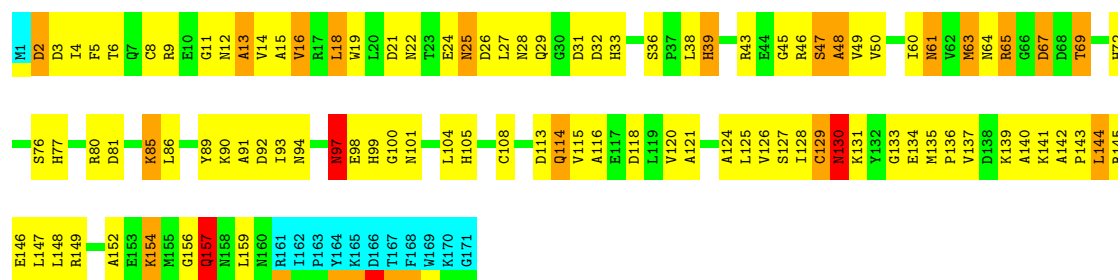 M1 D2 D3 I4 F5 T6 Q7 C8 R9 E10 G11 N12 A13 V14 A15 V16 R17 L18 W19 L20 D21 N22 T23 E24 N25 D26 L27 N28 Q29 G30 D31 D32 H33 S36 P37 L38 H39 R43 E44 G45 R46 S47 A48 V49 V50 I60 N61 V62 M63 N64 R65 G66 D67 D68 T69 H72
S76 H77 R80 D81 K85 L86 Y89 K90 A91 D92 I93 N94 N97 E98 H99 G100 N101 L104 H105 C108 D113 Q114 V115 A116 E117 D118 L119 V120 A121 A124 L125 V126 S127 I128 C129 N130 K131 Y132 G133 E134 M135 P136 V137 D138 K139 A140 K141 A142 P143 L144 R145
E146 L147 L148 R149 A152 E153 K154 M155 G156 Q157 N158 L159 N160 R161 I162 P163 Y164 K165 D166 T167 F168 W169 K170 G171